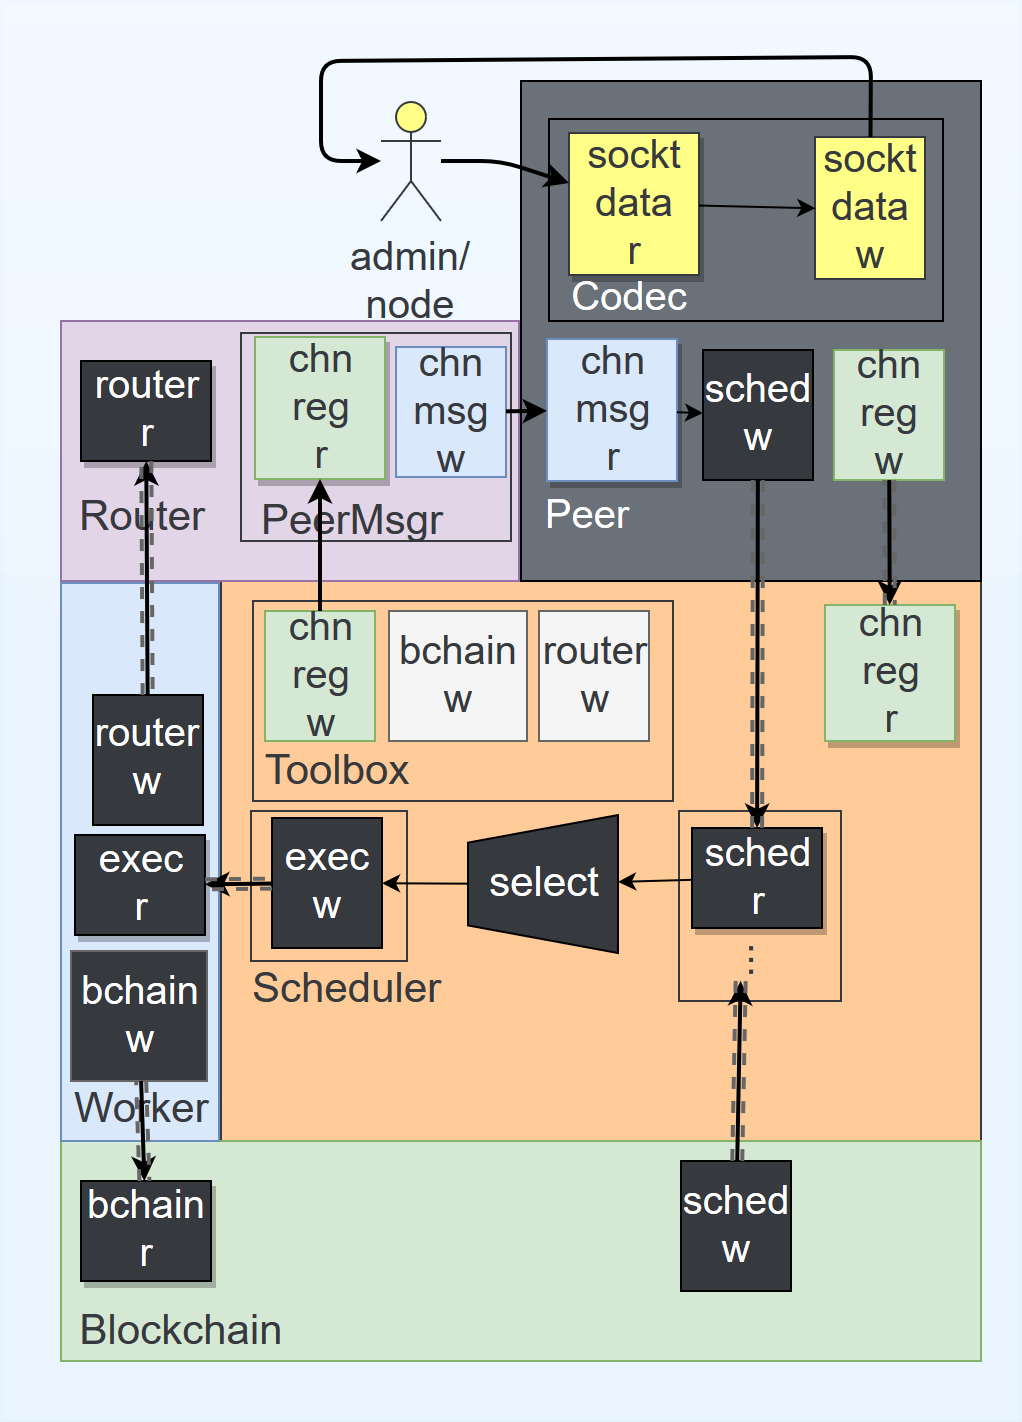 admin/
node
sockt
data
r
sockt
data
w
Codec
router
r
Router
chn
reg
r
chn
msg
w
PeerMsgr
chn
msg
r
sched
w
chn
reg
w
Peer
chn
reg
w
bchain
w
router
w
Toolbox
chn
reg
r
router
w
exec
r
bchain
w
Worker
exec
w
Scheduler
select
sched
r
...
bchain
r
sched
w
Blockchain